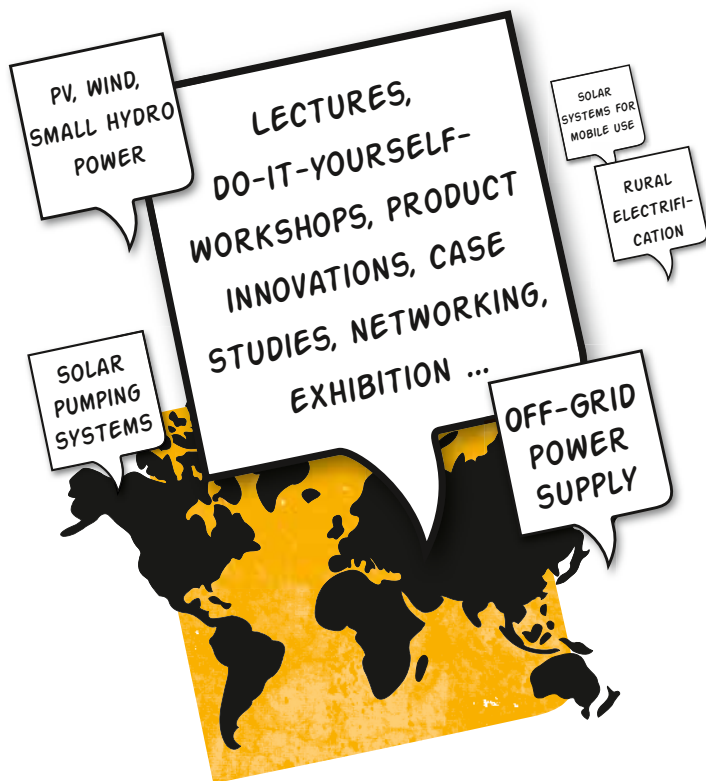 PV, WIND,
SMALL HYDRO
POWER
LECTURES,
DO-IT-YOURSELF-
WORKSHOPS, PRODUCT
INNOVATIONS, CASE
STUDIES, NETWORKING,
EXHIBITION ...
SOLAR
SYSTEMS FOR
MOBILE USE
RURAL
ELECTRIFI-
CATION
SOLAR
PUMPING
SYSTEMS
OFF-GRID
POWER
SUPPLY